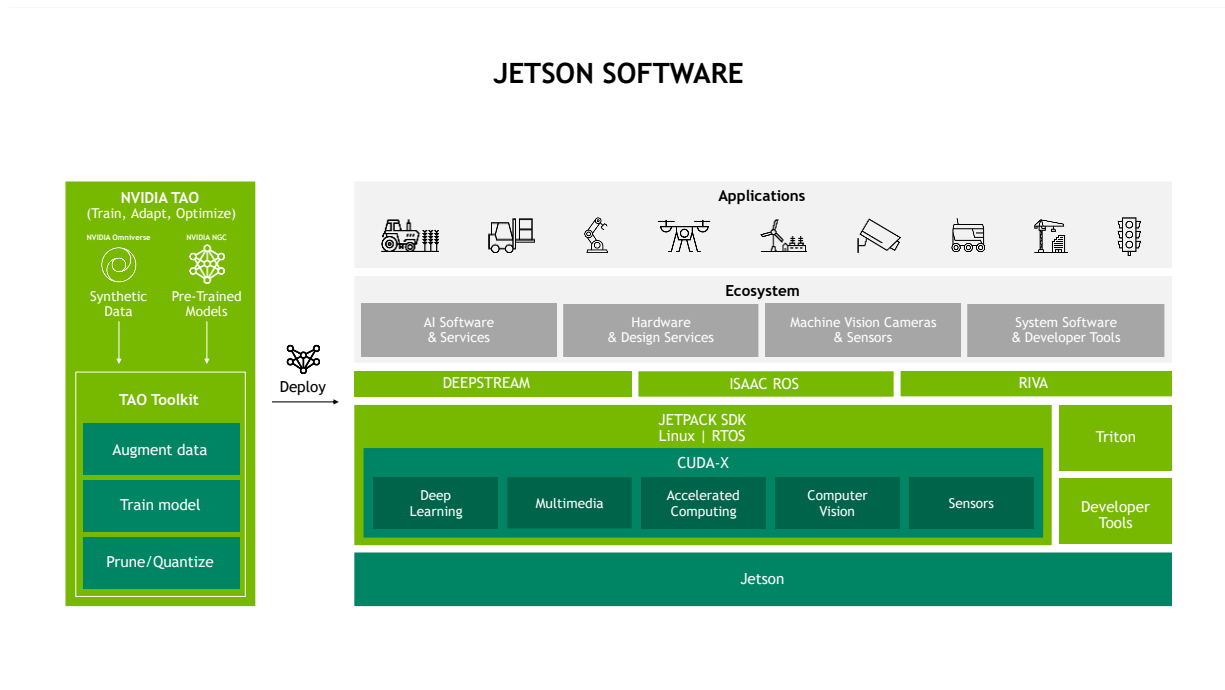 JETSON SOFTWARE
NVIDIA TAO
(Train, Adapt, Optimize)
NVIDIA Omniverse
NVIDIA NGC
Synthetic
Data
Pre-Trained
Models
TAO Toolkit
Augment data
Train model
Prune/Quantize
Deploy
Applications
Ecosystem
AI Software
& Services
Hardware
& Design Services
Machine Vision Cameras
& Sensors
System Software
& Developer Tools
DEEPSTREAM
ISAAC ROS
RIVA
JETPACK SDK
Linux | RTOS
CUDA-X
Deep
Learning
Multimedia
Accelerated
Computing
Computer
Vision
Sensors
Triton
Developer
Tools
Jetson